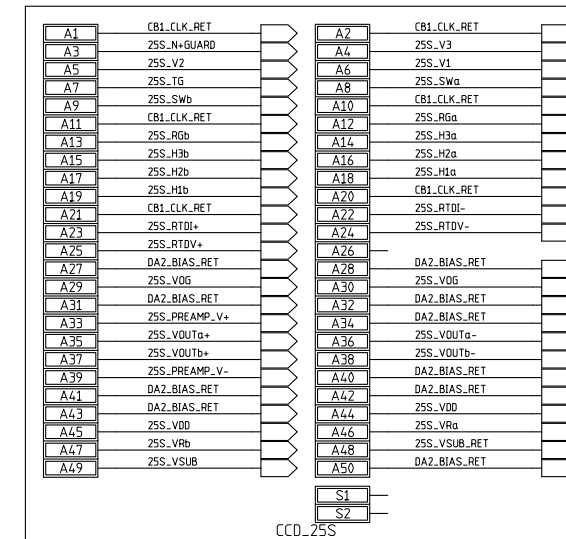 A1 CB1_CLK_RET
A3 25S_N+GUARD
A5 25S_V2
A7 25S_TG
A9 25S_SWb
A11 CB1_CLK_RET
A13 25S_RGb
A15 25S_H3b
A17 25S_H2b
A19 25S_H1b
A21 CB1_CLK_RET
A23 25S_RTDI+
A25 25S_RTDV+
A27 DA2_BIAS_RET
A29 25S_VOG
A31 DA2_BIAS_RET
A33 25S_PREAMP_V+
A35 25S_VOUTa+
A37 25S_VOUTb+
A39 25S_PREAMP_V-
A41 DA2_BIAS_RET
A43 DA2_BIAS_RET
A45 25S_VDD
A47 25S_VRb
A49 25S_VSUB
A2 CB1_CLK_RET
A4 25S_V3
A6 25S_V1
A8 25S_SWa
A10 CB1_CLK_RET
A12 25S_RGa
A14 25S_H3a
A16 25S_H2a
A18 25S_H1a
A20 CB1_CLK_RET
A22 25S_RTDI-
A24 25S_RTDV-
A26
A28 DA2_BIAS_RET
A30 25S_VOG
A32 DA2_BIAS_RET
A34 DA2_BIAS_RET
A36 25S_VOUTa-
A38 25S_VOUTb-
A40 DA2_BIAS_RET
A42 DA2_BIAS_RET
A44 25S_VDD
A46 25S_VRa
A48 25S_VSUB_RET
A50 DA2_BIAS_RET
S1
S2
CCD_25S